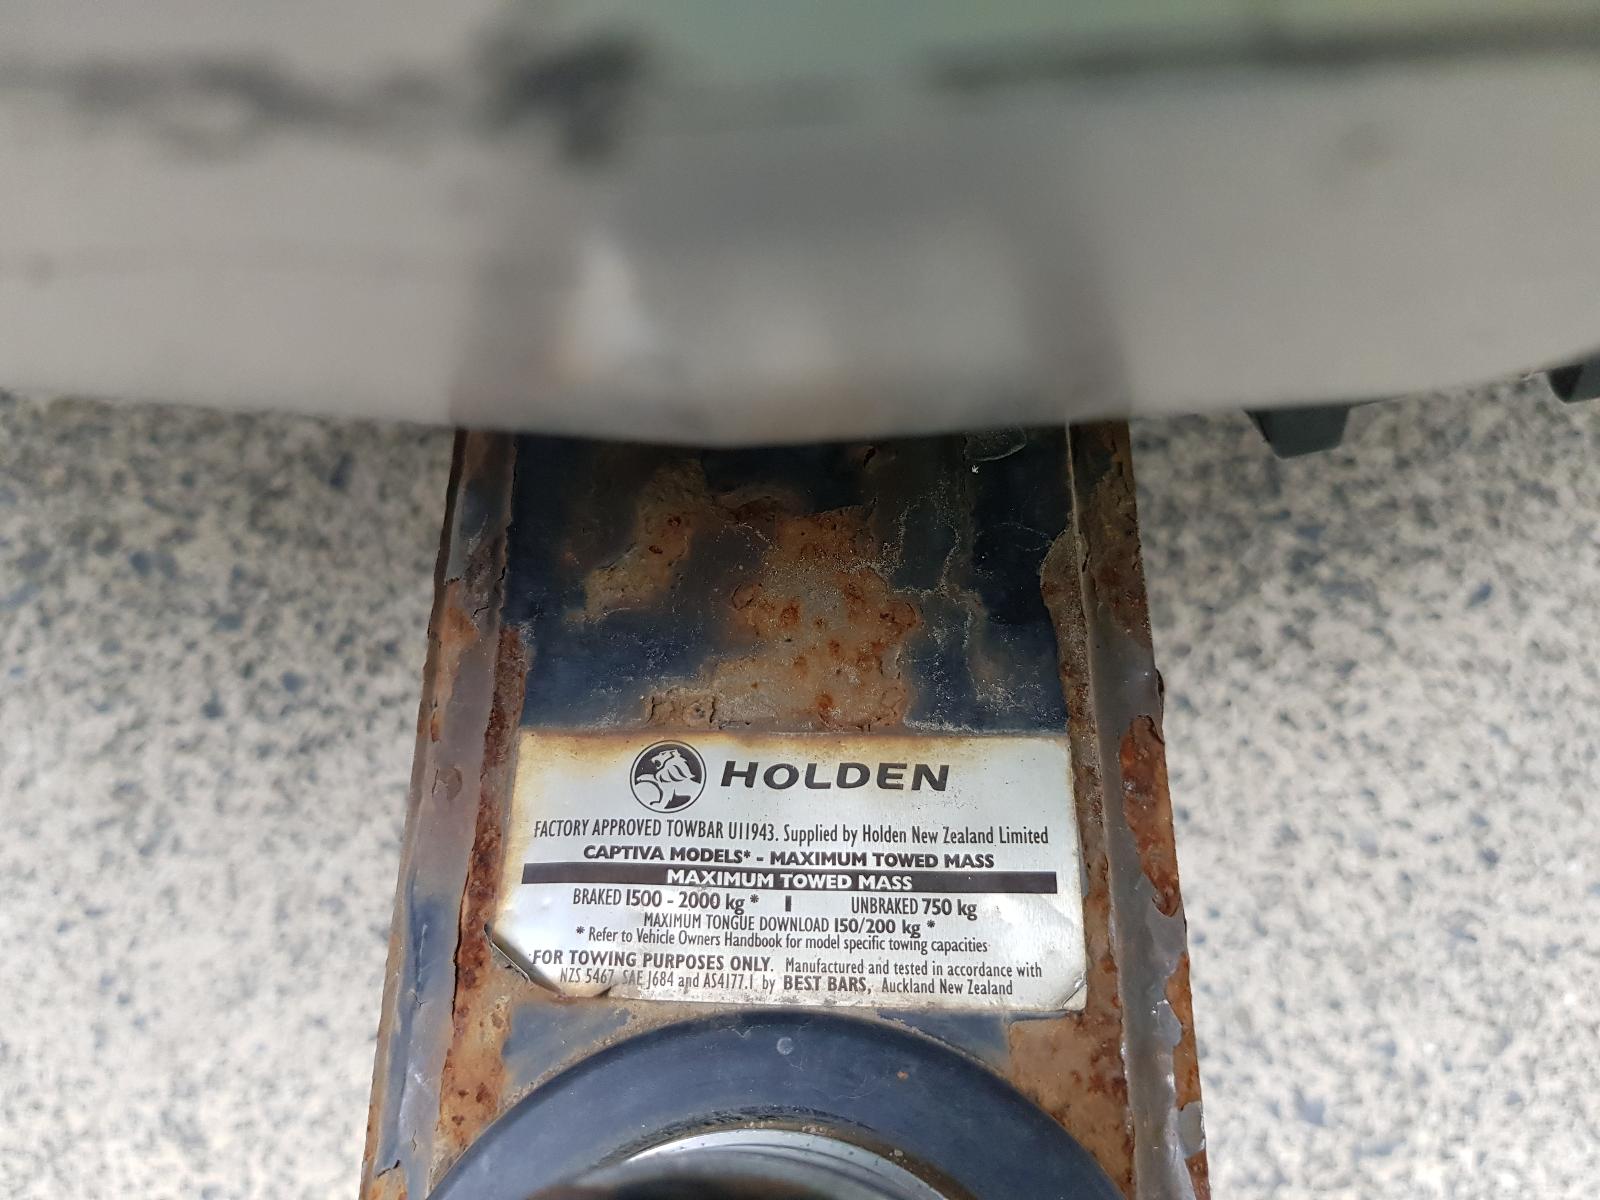 HOLDEN
FACTORY APPROVED TOWBAR U11943. Supplied by Holden New Zealand Limited
CAPTIVA MODELS* - MAXIMUM TOWED MASS
MAXIMUM TOWED MASS
BRAKED 1500 - 2000 kg * UNBRAKED 750 kg
MAXIMUM TONGUE DOWNLOAD 150/200 kg *
* Refer to Vehicle Owners Handbook for model specific towing capacities
FOR TOWING PURPOSES ONLY. Manufactured and tested in accordance with
NZS 5467 SAE J684 and AS4177.1 by BEST BARS, Auckland New Zealand